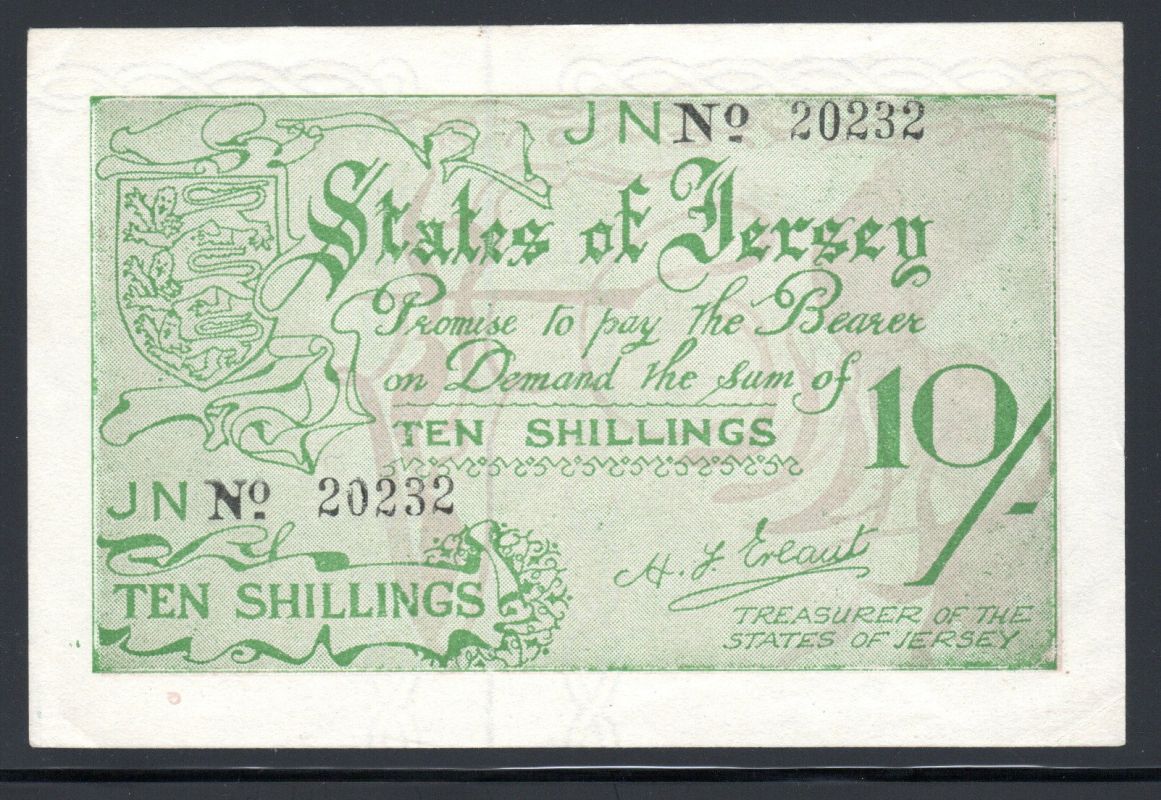 JN No 20232
States of Jersey
Promise to pay the Bearer
on Demand the sum of
TEN SHILLINGS
10/-
JN No 20232
TEN SHILLINGS
H. F. Ereaut
TREASURER OF THE
STATES OF JERSEY